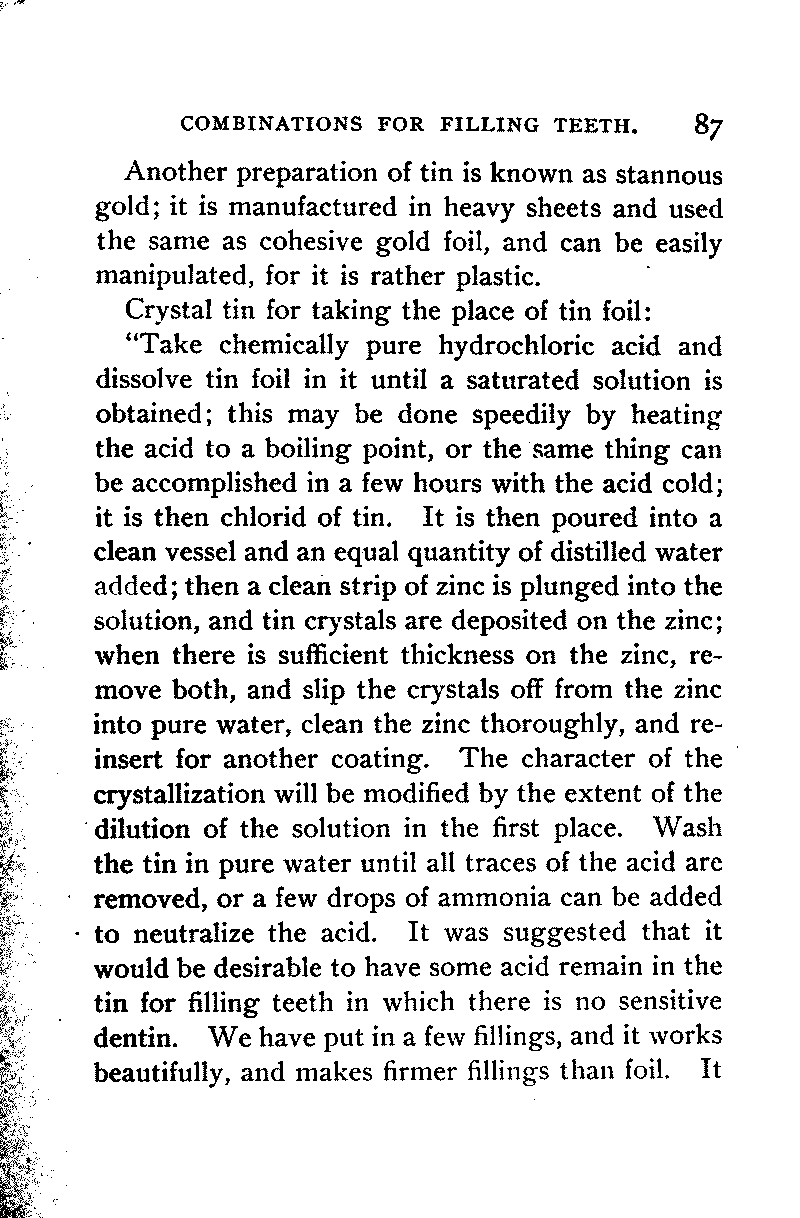 COMBINATIONS FOR FILLING TEETH. 87
Another preparation of tin is known as stannous
gold; it is manufactured in heavy sheets and used
the same as cohesive gold foil, and can be easily
manipulated, for it is rather plastic.
Crystal tin for taking the place of tin foil:
“Take chemically pure hydrochloric acid and
dissolve tin foil in it until a saturated solution is
obtained; this may be done speedily by heating
the acid to a boiling point, or the same thing can
be accomplished in a few hours with the acid cold;
it is then chlorid of tin. It is then poured into a
clean vessel and an equal quantity of distilled water
added; then a clean strip of zinc is plunged into the
solution, and tin crystals are deposited on the zinc;
when there is sufficient thickness on the zinc, re-
move both, and slip the crystals off from the zinc
into pure water, clean the zinc thoroughly, and re-
insert for another coating. The character of the
crystallization will be modified by the extent of the
dilution of the solution in the first place. Wash
the tin in pure water until all traces of the acid are
removed, or a few drops of ammonia can be added
to neutralize the acid. It was suggested that it
would be desirable to have some acid remain in the
tin for filling teeth in which there is no sensitive
dentin. We have put in a few fillings, and it works
beautifully, and makes firmer fillings than foil. It